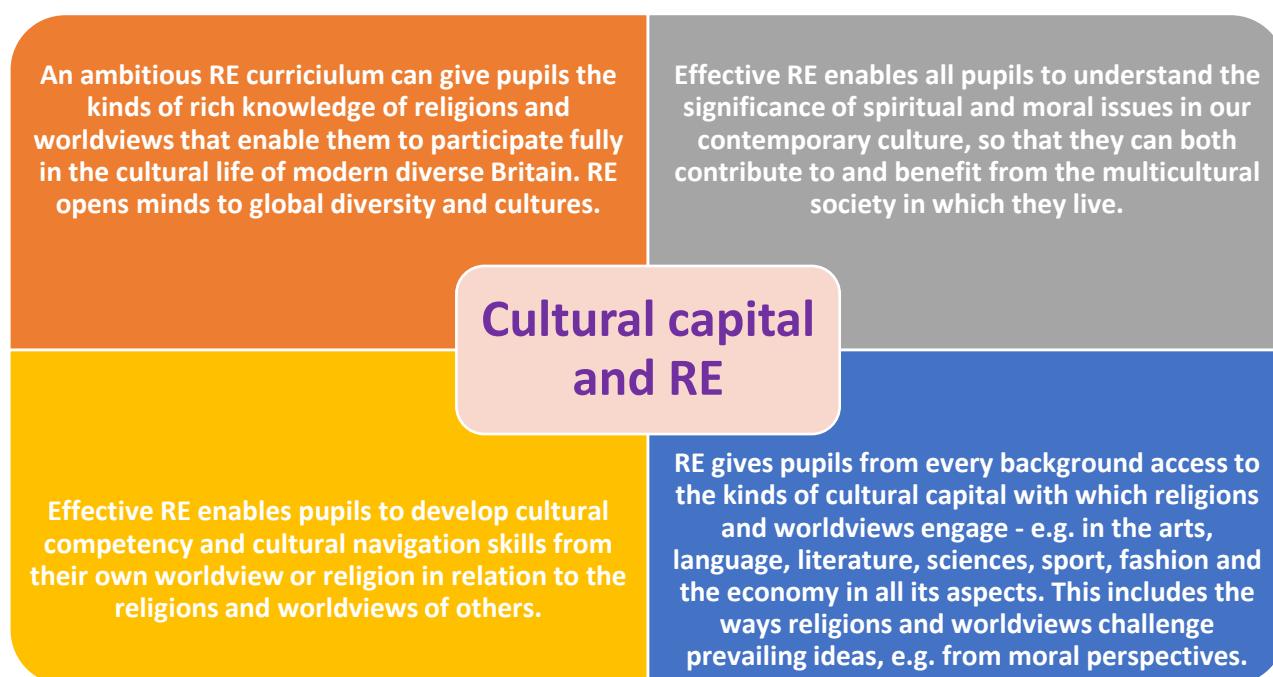 An ambitious RE curriciulum can give pupils the
kinds of rich knowledge of religions and
worldviews that enable them to participate fully
in the cultural life of modern diverse Britain. RE
opens minds to global diversity and cultures.
Effective RE enables all pupils to understand the
significance of spiritual and moral issues in our
contemporary culture, so that they can both
contribute to and benefit from the multicultural
society in which they live.
Cultural capital
and RE
Effective RE enables pupils to develop cultural
competency and cultural navigation skills from
their own worldview or religion in relation to the
religions and worldviews of others.
RE gives pupils from every background access to
the kinds of cultural capital with which religions
and worldviews engage - e.g. in the arts,
language, literature, sciences, sport, fashion and
the economy in all its aspects. This includes the
ways religions and worldviews challenge
prevailing ideas, e.g. from moral perspectives.